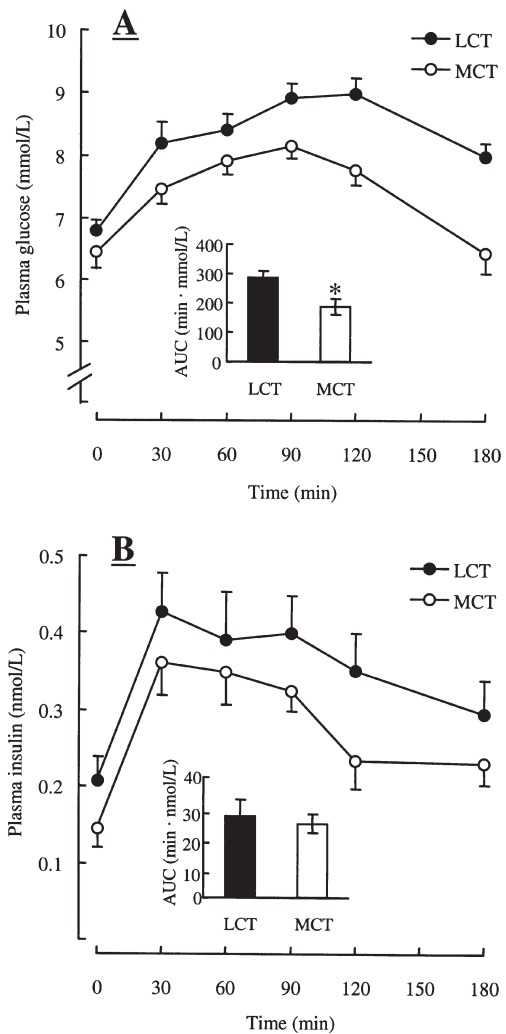 A
LCT
MCT
Plasma glucose (mmol/L)
10
9
8
7
6
5
AUC (min · mmol/L)
400
300
200
100
0
*
LCT MCT
0 30 60 90 120 150 180
Time (min)
B
LCT
MCT
Plasma insulin (nmol/L)
0.5
0.4
0.3
0.2
0.1
AUC (min · nmol/L)
40
30
20
10
0
LCT MCT
0 30 60 90 120 150 180
Time (min)